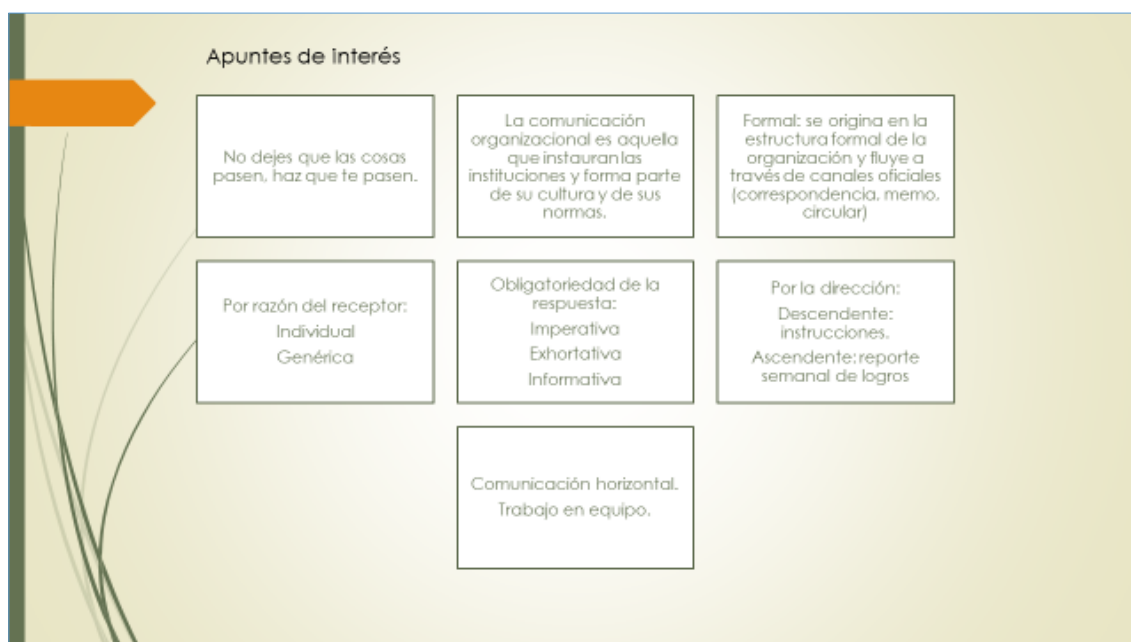 Apuntes de interés
No dejes que las cosas
pasen, haz que te pasen.
La comunicación
organizacional es aquella
que instauran las
instituciones y forma parte
de su cultura y de sus
normas.
Formal: se origina en la
estructura formal de la
organización y fluye a
través de canales oficiales
(correspondencia, memo,
circular)
Por razón del receptor:
Individual
Genérica
Obligatoriedad de la
respuesta:
Imperativa
Exhortativa
Informativa
Por la dirección:
Descendente:
instrucciones.
Ascendente: reporte
semanal de logros
Comunicación horizontal.
Trabajo en equipo.